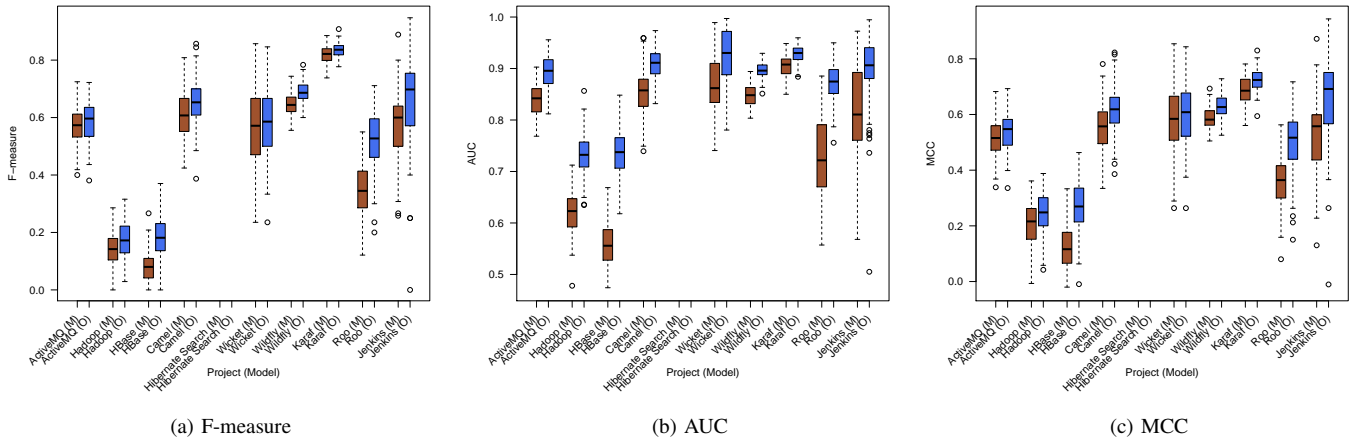 F-measure
0.0
0.2
0.4
0.6
0.8
ActiveMQ (M)
ActiveMQ (O)
Hadoop (M)
Hadoop (O)
HBase (M)
HBase (O)
Camel (M)
Camel (O)
Hibernate Search (M)
Hibernate Search (O)
Wicket (M)
Wicket (O)
Wildfly (M)
Wildfly (O)
Karaf (M)
Karaf (O)
Roo (M)
Roo (O)
Jenkins (M)
Jenkins (O)
Project (Model)
(a) F-measure
AUC
0.5
0.6
0.7
0.8
0.9
1.0
ActiveMQ (M)
ActiveMQ (O)
Hadoop (M)
Hadoop (O)
HBase (M)
HBase (O)
Camel (M)
Camel (O)
Hibernate Search (M)
Hibernate Search (O)
Wicket (M)
Wicket (O)
Wildfly (M)
Wildfly (O)
Karaf (M)
Karaf (O)
Roo (M)
Roo (O)
Jenkins (M)
Jenkins (O)
Project (Model)
(b) AUC
MCC
0.0
0.2
0.4
0.6
0.8
ActiveMQ (M)
ActiveMQ (O)
Hadoop (M)
Hadoop (O)
HBase (M)
HBase (O)
Camel (M)
Camel (O)
Hibernate Search (M)
Hibernate Search (O)
Wicket (M)
Wicket (O)
Wildfly (M)
Wildfly (O)
Karaf (M)
Karaf (O)
Roo (M)
Roo (O)
Jenkins (M)
Jenkins (O)
Project (Model)
(c) MCC